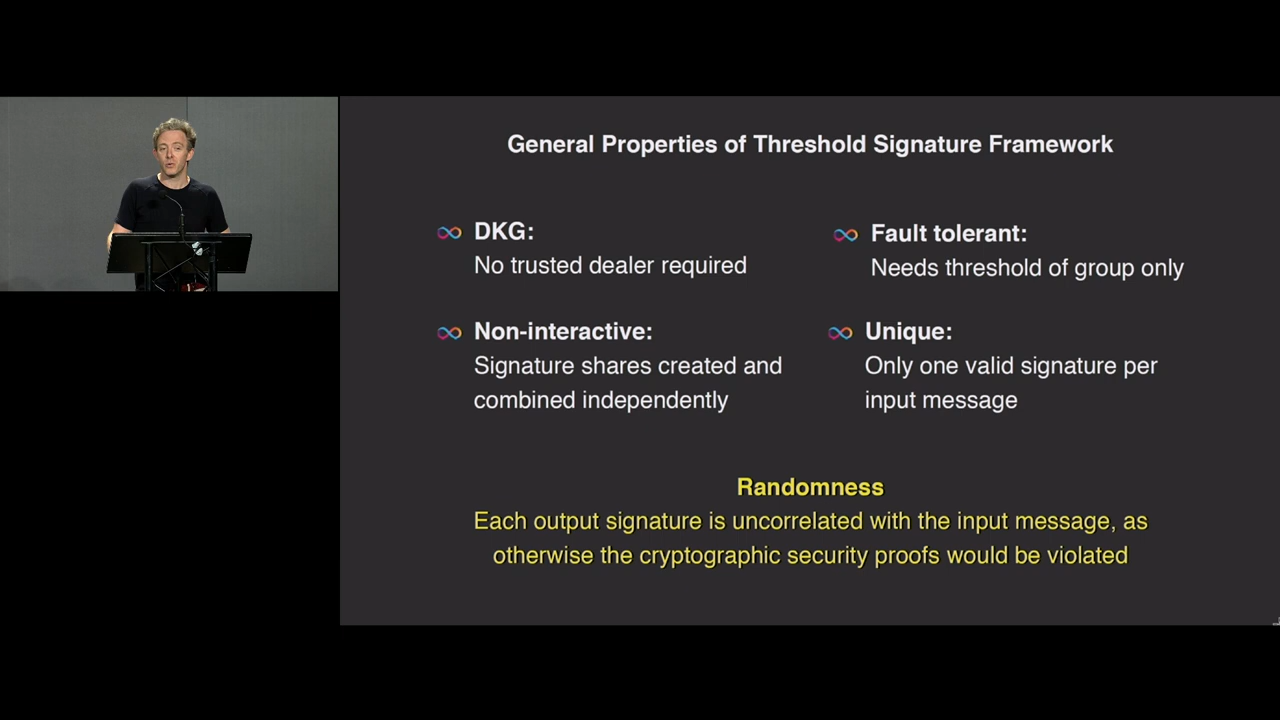 General Properties of Threshold Signature Framework
DKG:
No trusted dealer required
Fault tolerant:
Needs threshold of group only
Non-interactive:
Signature shares created and
combined independently
Unique:
Only one valid signature per
input message
Randomness
Each output signature is uncorrelated with the input message, as
otherwise the cryptographic security proofs would be violated